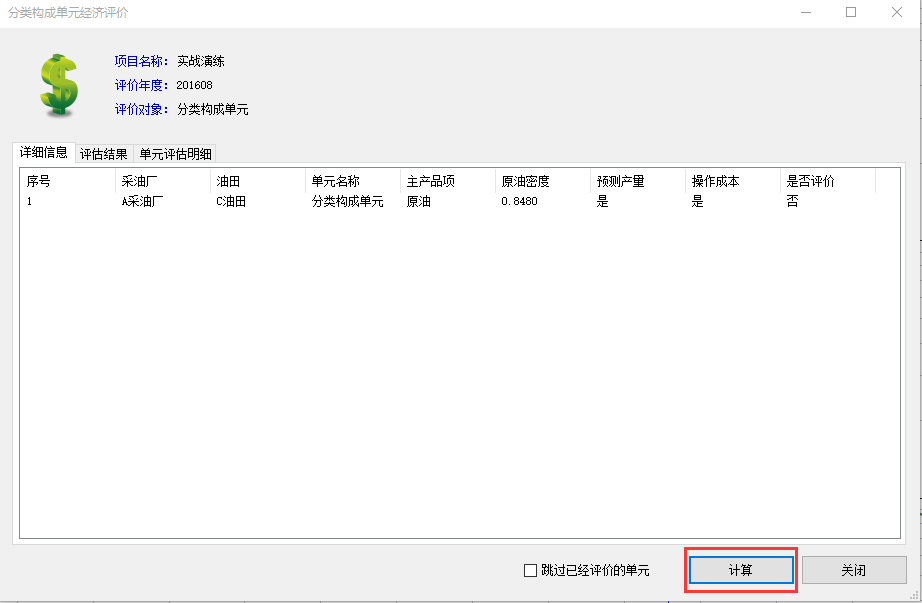 分类构成单元经济评价
项目名称： 实战演练
评价年度： 201608
评价对象： 分类构成单元
详细信息 评估结果 单元评估明细
序号 采油厂 油田 单元名称 主产品项 原油密度 预测产量 操作成本 是否评价
1 A采油厂 C油田 分类构成单元 原油 0.8480 是 是 否
跳过已经评价的单元 计算 关闭